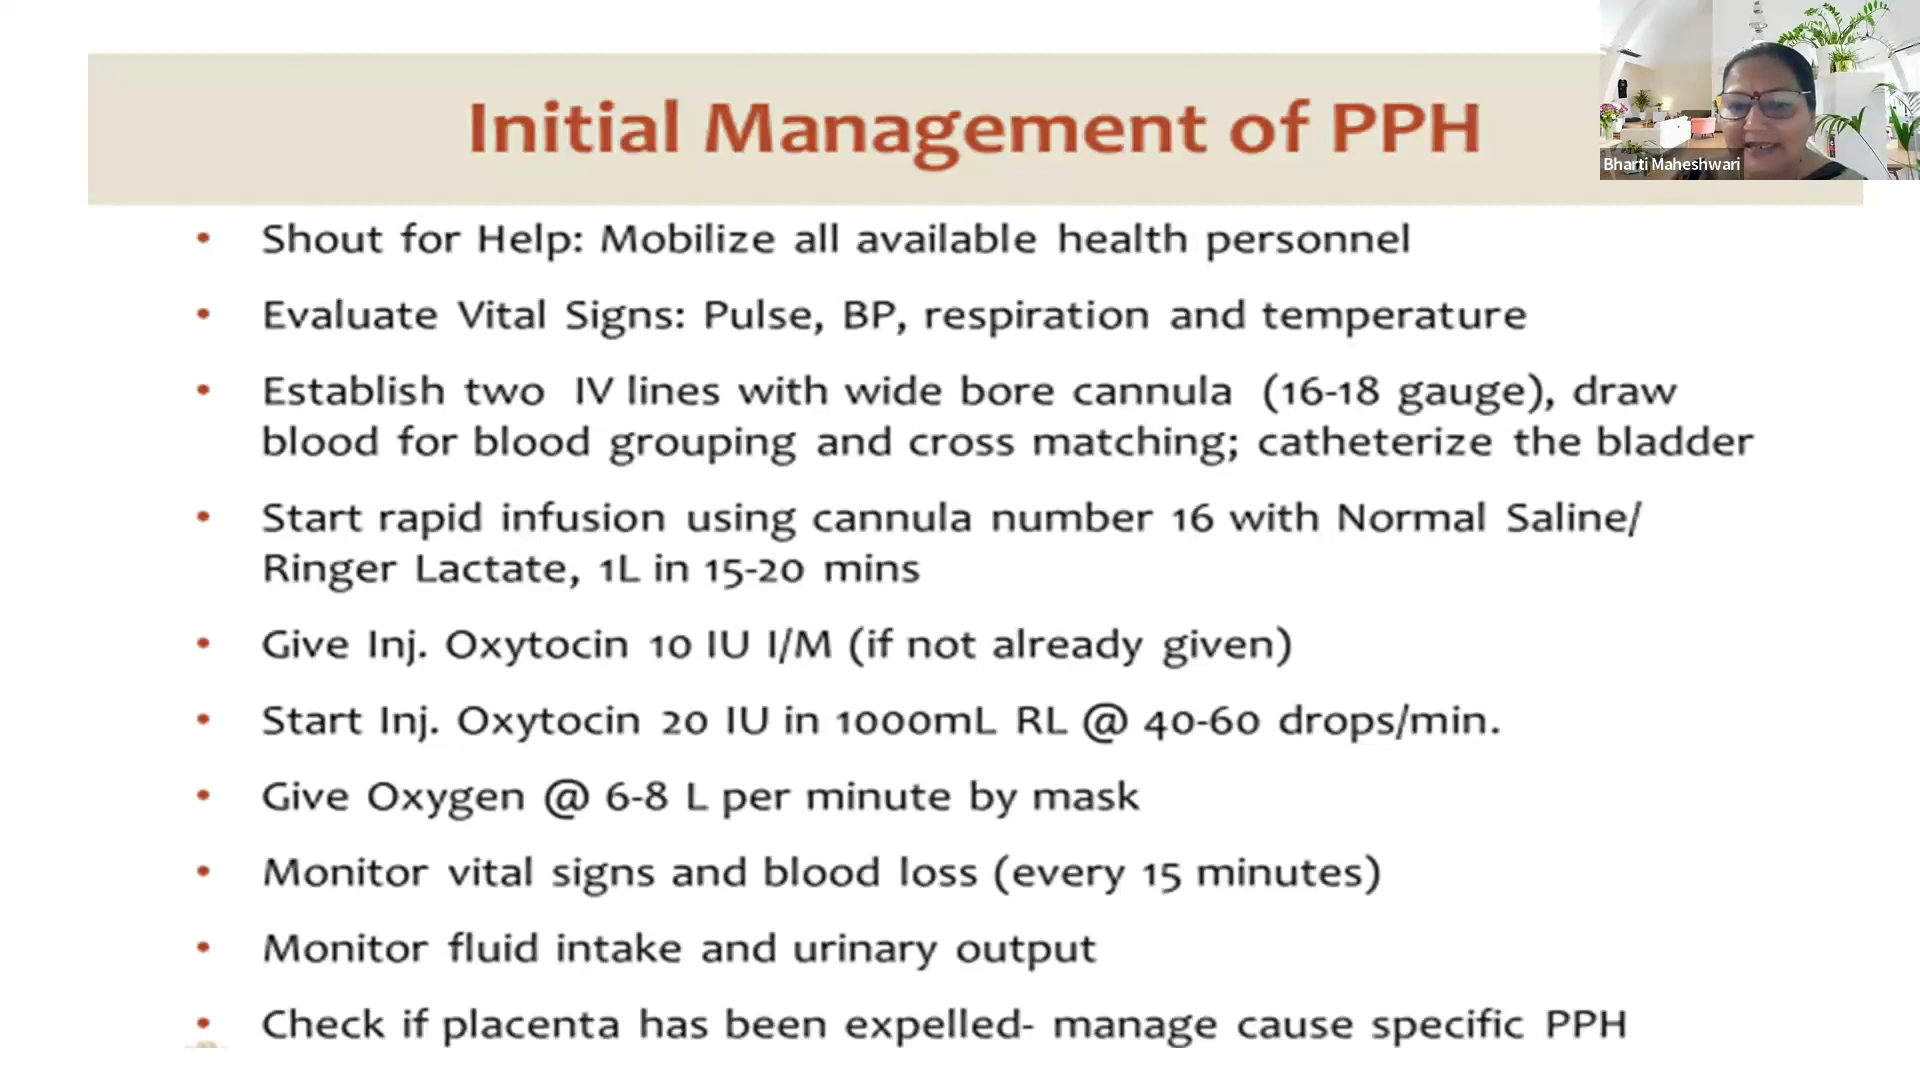 Initial Management of PPH
Bharti Maheshwari
• Shout for Help: Mobilize all available health personnel
• Evaluate Vital Signs: Pulse, BP, respiration and temperature
• Establish two IV lines with wide bore cannula (16-18 gauge), draw
blood for blood grouping and cross matching; catheterize the bladder
• Start rapid infusion using cannula number 16 with Normal Saline/
Ringer Lactate, 1L in 15-20 mins
• Give Inj. Oxytocin 10 IU I/M (if not already given)
• Start Inj. Oxytocin 20 IU in 1000mL RL @ 40-60 drops/min.
• Give Oxygen @ 6-8 L per minute by mask
• Monitor vital signs and blood loss (every 15 minutes)
• Monitor fluid intake and urinary output
• Check if placenta has been expelled- manage cause specific PPH